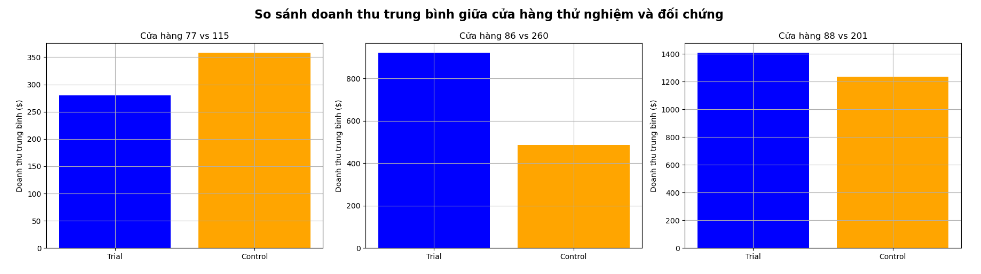 So sánh doanh thu trung bình giữa cửa hàng thử nghiệm và đối chứng
Cửa hàng 77 vs 115
Doanh thu trung bình ($)
350
300
250
200
150
100
50
0
Trial
Control
Cửa hàng 86 vs 260
Doanh thu trung bình ($)
800
600
400
200
0
Trial
Control
Cửa hàng 88 vs 201
Doanh thu trung bình ($)
1400
1200
1000
800
600
400
200
0
Trial
Control